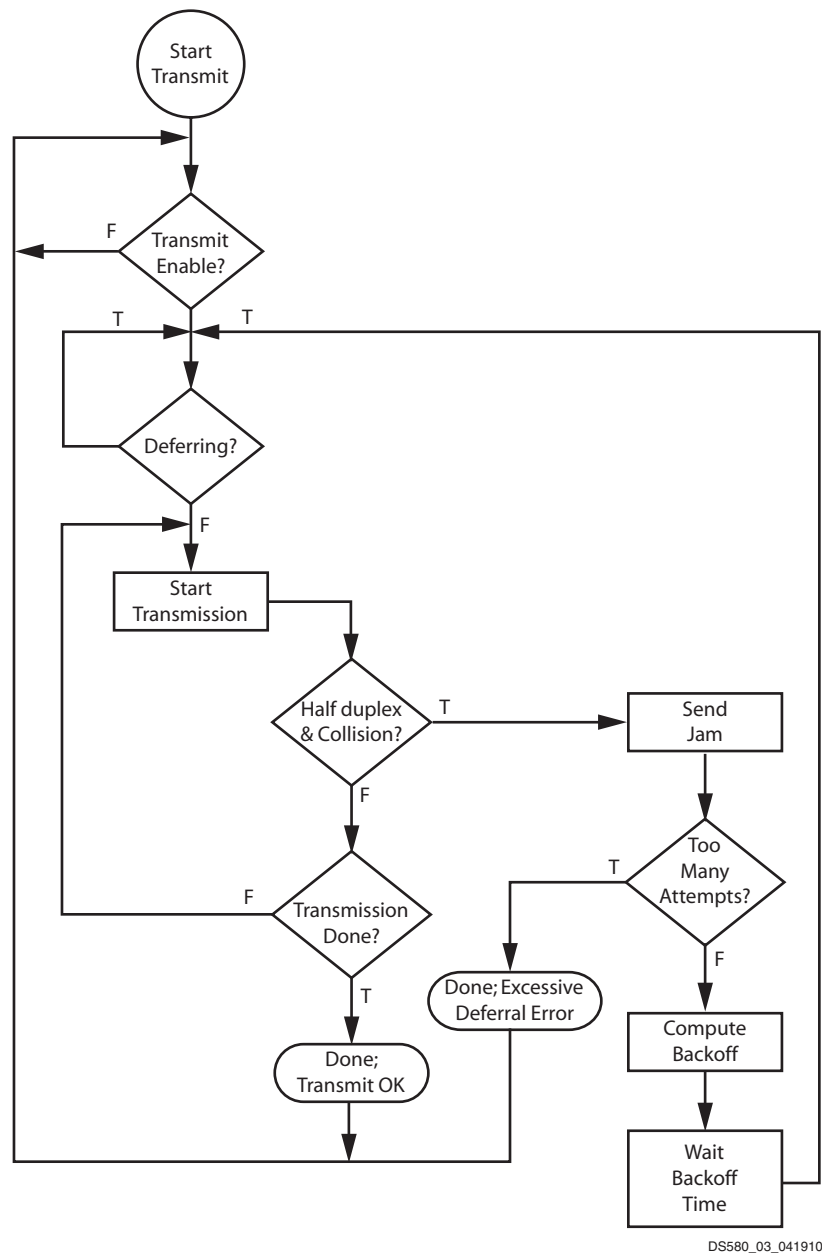 Start
Transmit
F
Transmit
Enable?
T
T
Deferring?
F
Start
Transmission
Half duplex
& Collision?
T
Send
Jam
F
Too
Many
Attempts?
T
F
Transmission
Done?
F
T
Done; Excessive
Deferral Error
Compute
Backoff
Done;
Transmit OK
Wait
Backoff
Time
DS580_03_041910